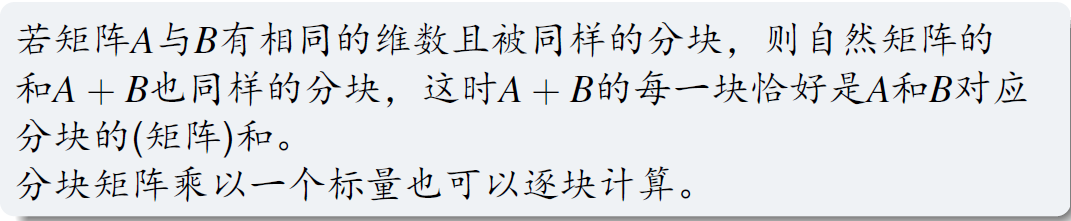 若矩阵A与B有相同的维数且被同样的分块，则自然矩阵的
和A + B也同样的分块，这时A + B的每一块恰好是A和B对应
分块的(矩阵)和。
分块矩阵乘以一个标量也可以逐块计算。